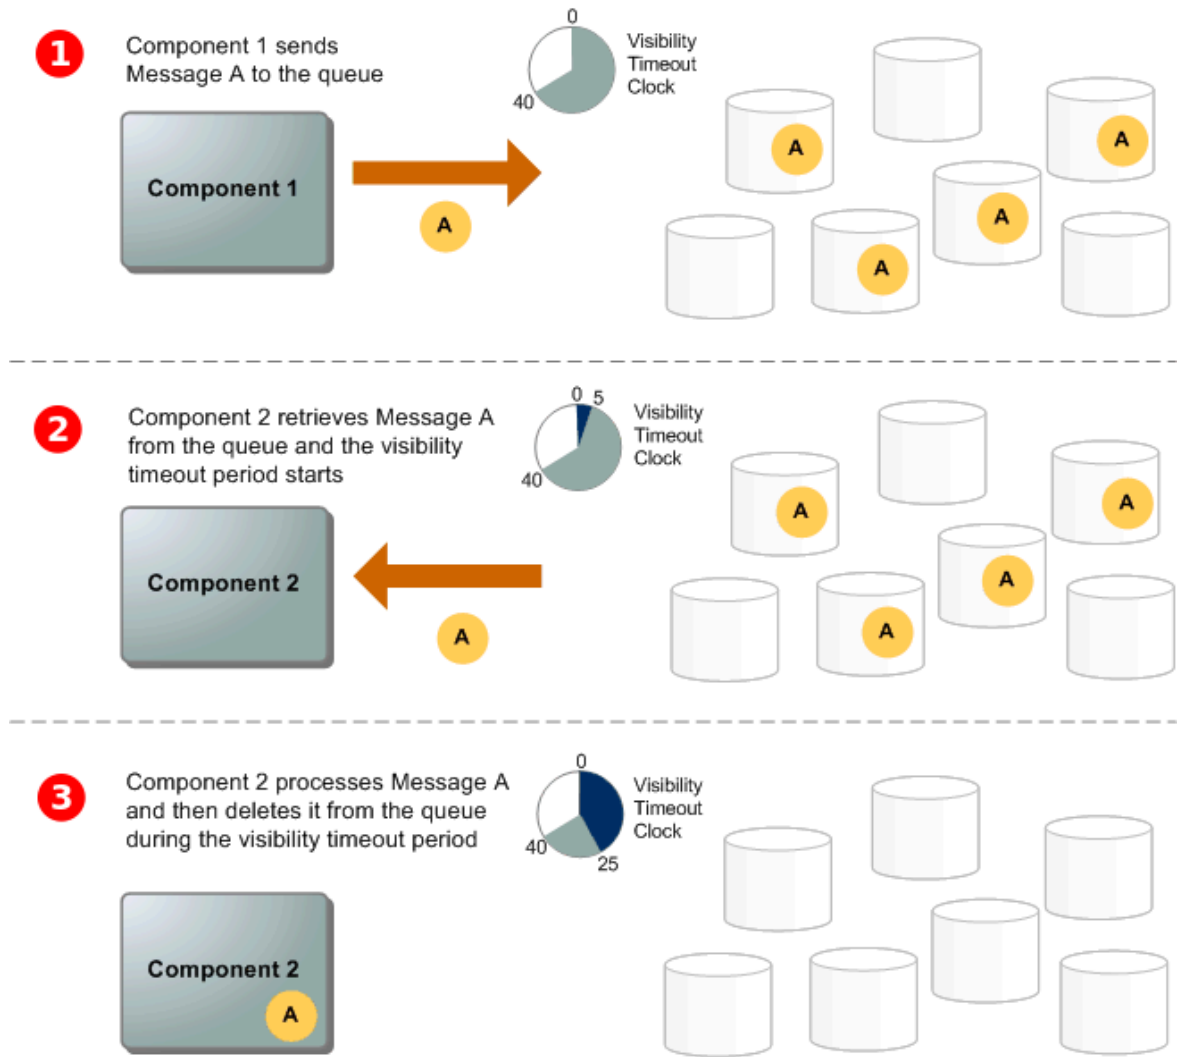 1
Component 1 sends
Message A to the queue
0
40
Visibility
Timeout
Clock
Component 1
A
A
A
A
A
2
Component 2 retrieves Message A
from the queue and the visibility
timeout period starts
0 5
40
Visibility
Timeout
Clock
Component 2
A
A
A
A
A
3
Component 2 processes Message A
and then deletes it from the queue
during the visibility timeout period
0
40
25
Visibility
Timeout
Clock
Component 2
A